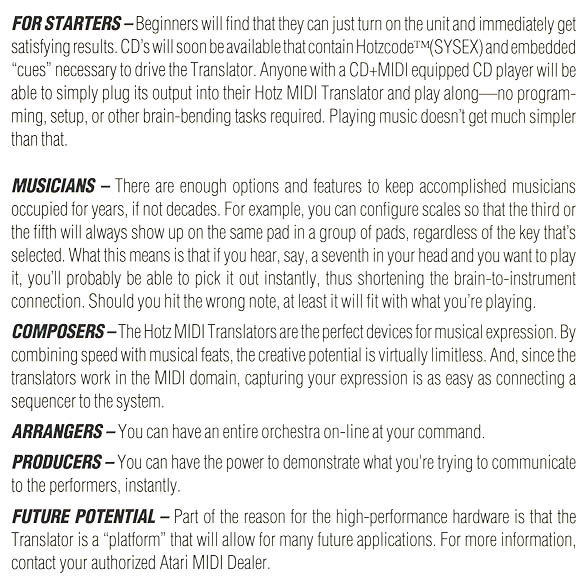 FOR STARTERS – Beginners will find that they can just turn on the unit and immediately get
satisfying results. CD's will soon be available that contain Hotzcode™(SYSEX) and embedded
“cues” necessary to drive the Translator. Anyone with a CD+MIDI equipped CD player will be
able to simply plug its output into their Hotz MIDI Translator and play along—no program-
ming, setup, or other brain-bending tasks required. Playing music doesn't get much simpler
than that.
MUSICIANS – There are enough options and features to keep accomplished musicians
occupied for years, if not decades. For example, you can configure scales so that the third or
the fifth will always show up on the same pad in a group of pads, regardless of the key that's
selected. What this means is that if you hear, say, a seventh in your head and you want to play
it, you'll probably be able to pick it out instantly, thus shortening the brain-to-instrument
connection. Should you hit the wrong note, at least it will fit with what you're playing.
COMPOSERS – The Hotz MIDI Translators are the perfect devices for musical expression. By
combining speed with musical feats, the creative potential is virtually limitless. And, since the
translators work in the MIDI domain, capturing your expression is as easy as connecting a
sequencer to the system.
ARRANGERS – You can have an entire orchestra on-line at your command.
PRODUCERS – You can have the power to demonstrate what you're trying to communicate
to the performers, instantly.
FUTURE POTENTIAL – Part of the reason for the high-performance hardware is that the
Translator is a “platform” that will allow for many future applications. For more information,
contact your authorized Atari MIDI Dealer.